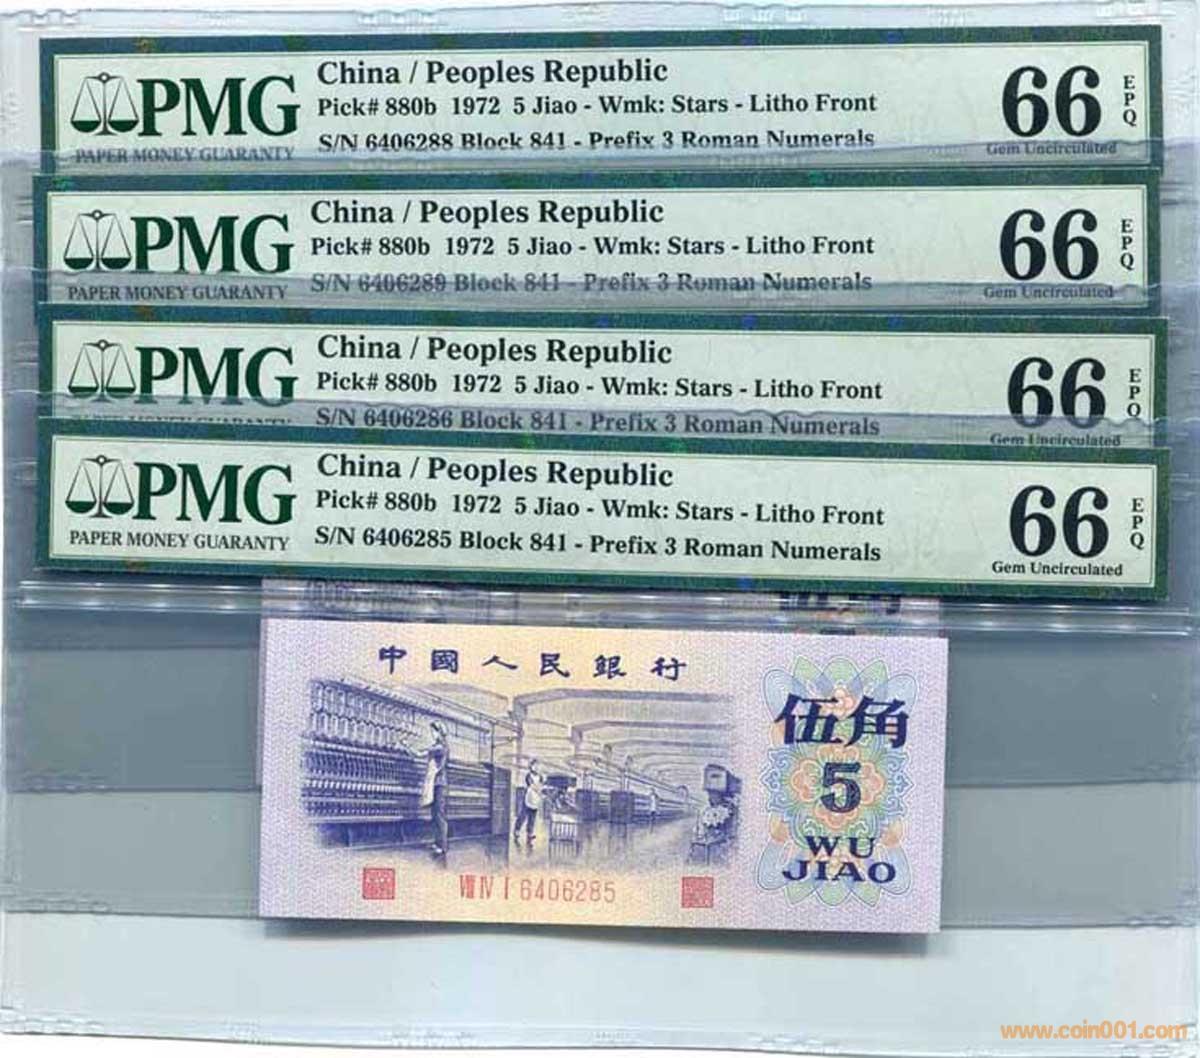 PMG
PAPER MONEY GUARANTY
China / Peoples Republic
Pick# 880b 1972 5 Jiao - Wmk: Stars - Litho Front
S/N 6406288 Block 841 - Prefix 3 Roman Numerals
66
EPQ
Gem Uncirculated
PMG
PAPER MONEY GUARANTY
China / Peoples Republic
Pick# 880b 1972 5 Jiao - Wmk: Stars - Litho Front
S/N 6406289 Block 841 - Prefix 3 Roman Numerals
66
EPQ
Gem Uncirculated
PMG
PAPER MONEY GUARANTY
China / Peoples Republic
Pick# 880b 1972 5 Jiao - Wmk: Stars - Litho Front
S/N 6406286 Block 841 - Prefix 3 Roman Numerals
66
EPQ
Gem Uncirculated
PMG
PAPER MONEY GUARANTY
China / Peoples Republic
Pick# 880b 1972 5 Jiao - Wmk: Stars - Litho Front
S/N 6406285 Block 841 - Prefix 3 Roman Numerals
66
EPQ
Gem Uncirculated
伍角
中國人民銀行
伍角
5
WU
JIAO
VIII IV I 6406285
www.coin001.com